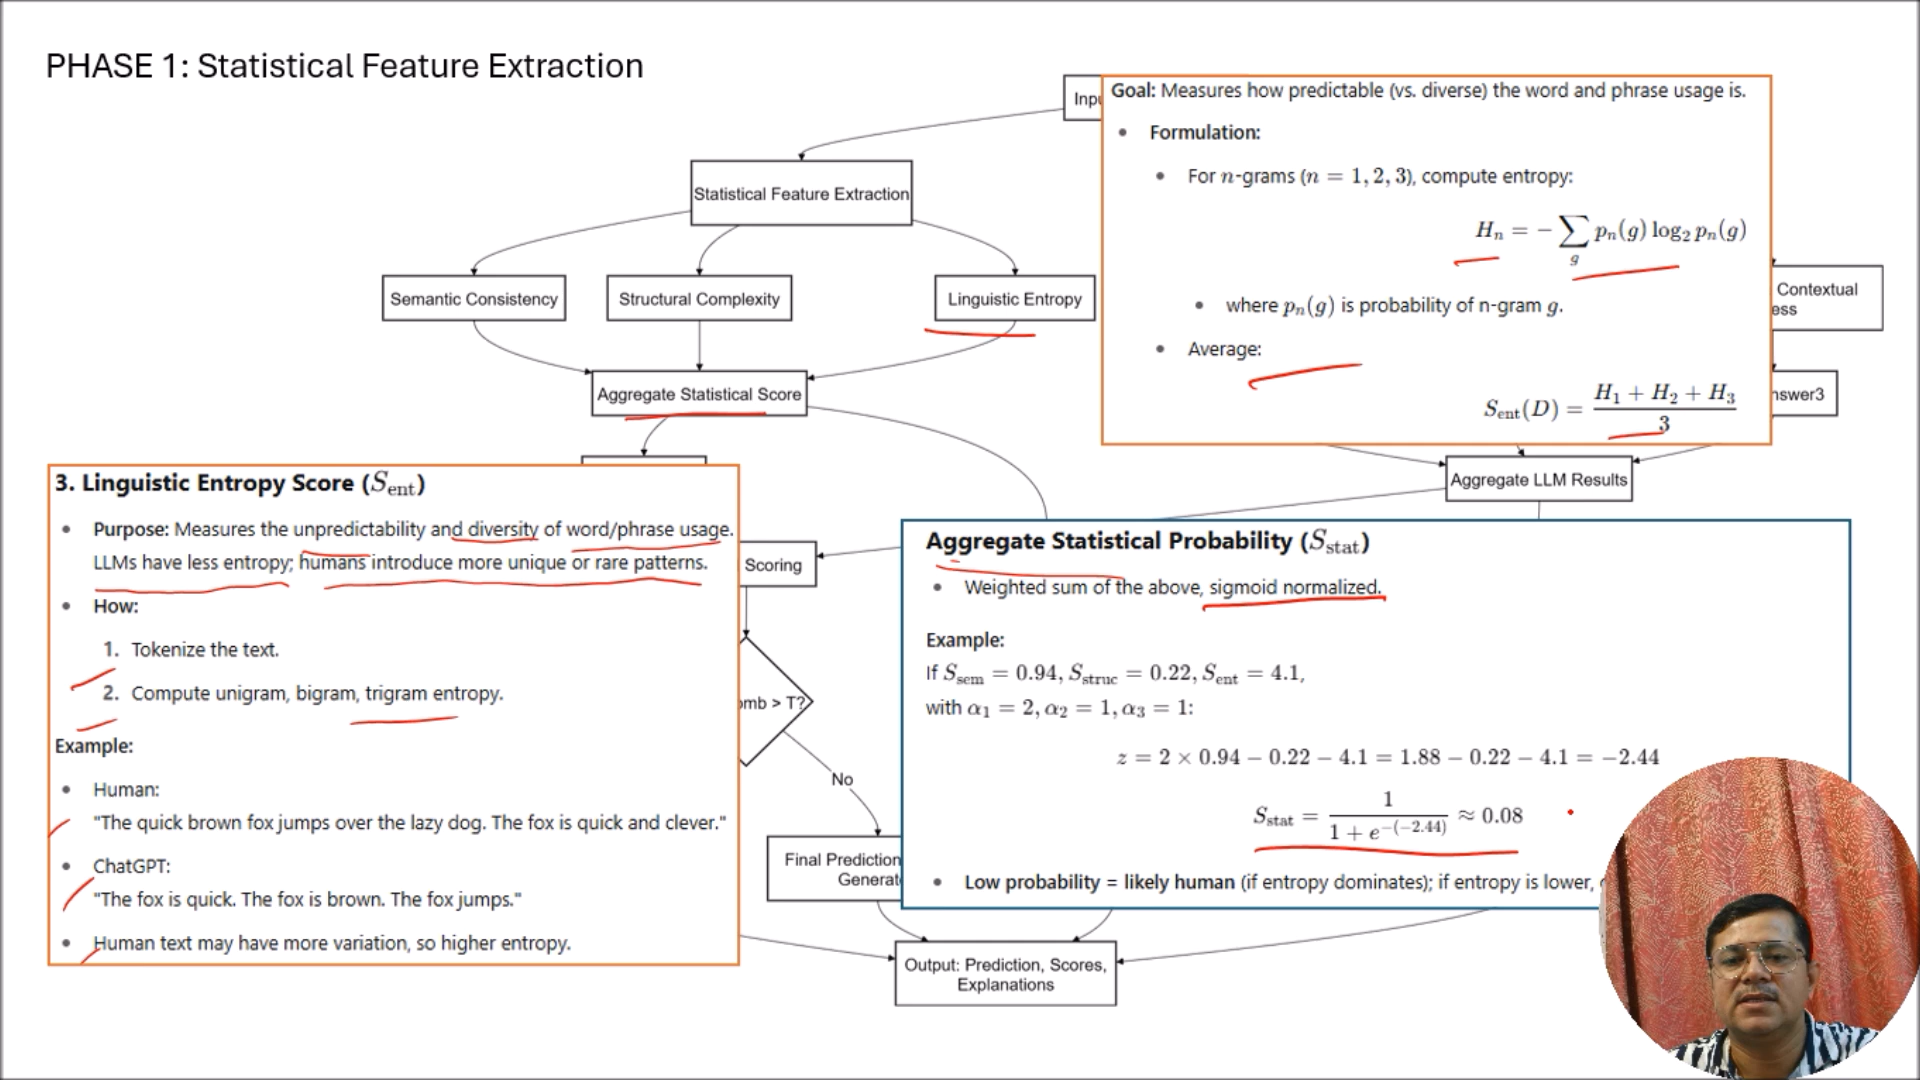 PHASE 1: Statistical Feature Extraction
Goal: Measures how predictable (vs. diverse) the word and phrase usage is.
• Formulation:
• For n-grams (n = 1, 2, 3), compute entropy:
Hₙ = − ∑_g pₙ(g) log₂ pₙ(g)
• where pₙ(g) is probability of n-gram g.
• Average:
S_ent(D) = (H₁ + H₂ + H₃) / 3
Statistical Feature Extraction
Semantic Consistency
Structural Complexity
Linguistic Entropy
Contextual
Aggregate Statistical Score
Aggregate LLM Results
3. Linguistic Entropy Score (S_ent)
• Purpose: Measures the unpredictability and diversity of word/phrase usage.
LLMs have less entropy; humans introduce more unique or rare patterns.
• How:
1. Tokenize the text.
2. Compute unigram, bigram, trigram entropy.
Example:
• Human:
"The quick brown fox jumps over the lazy dog. The fox is quick and clever."
• ChatGPT:
"The fox is quick. The fox is brown. The fox jumps."
• Human text may have more variation, so higher entropy.
Scoring
> T?
No
Final Prediction
Aggregate Statistical Probability (S_stat)
• Weighted sum of the above, sigmoid normalized.
Example:
If S_sem = 0.94, S_struc = 0.22, S_ent = 4.1,
with α₁ = 2, α₂ = 1, α₃ = 1:
z = 2 × 0.94 − 0.22 − 4.1 = 1.88 − 0.22 − 4.1 = −2.44
S_stat = 1 / (1 + e^−(−2.44)) ≈ 0.08
• Low probability = likely human (if entropy dominates); if entropy is lower,
Output: Prediction, Scores,
Explanations